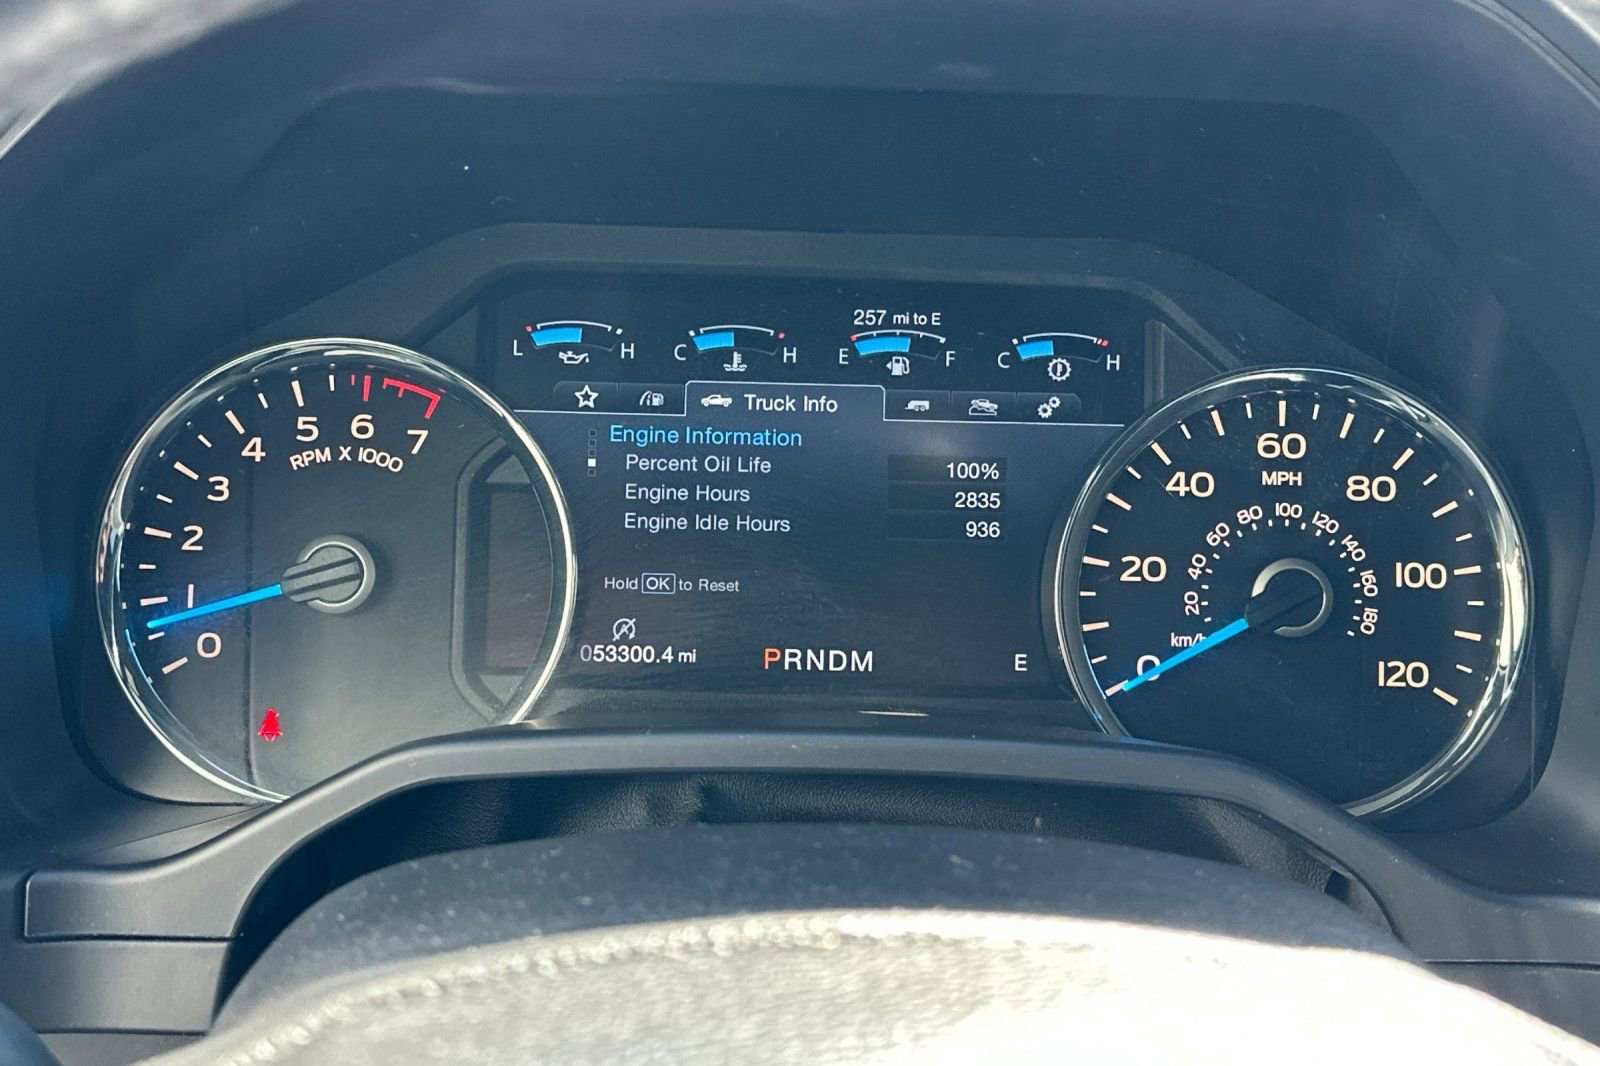 257 mi to E
L H C H E F C H
Truck Info
Engine Information
Percent Oil Life 100%
Engine Hours 2835
Engine Idle Hours 936
Hold OK to Reset
A
053300.4 mi
PRNDM
E
0 1 2 3 4 5 6 7
RPM X 1000
0 20 40 60 80 100 120
MPH
20 40 60 80 100 120 140 160 180
km/h